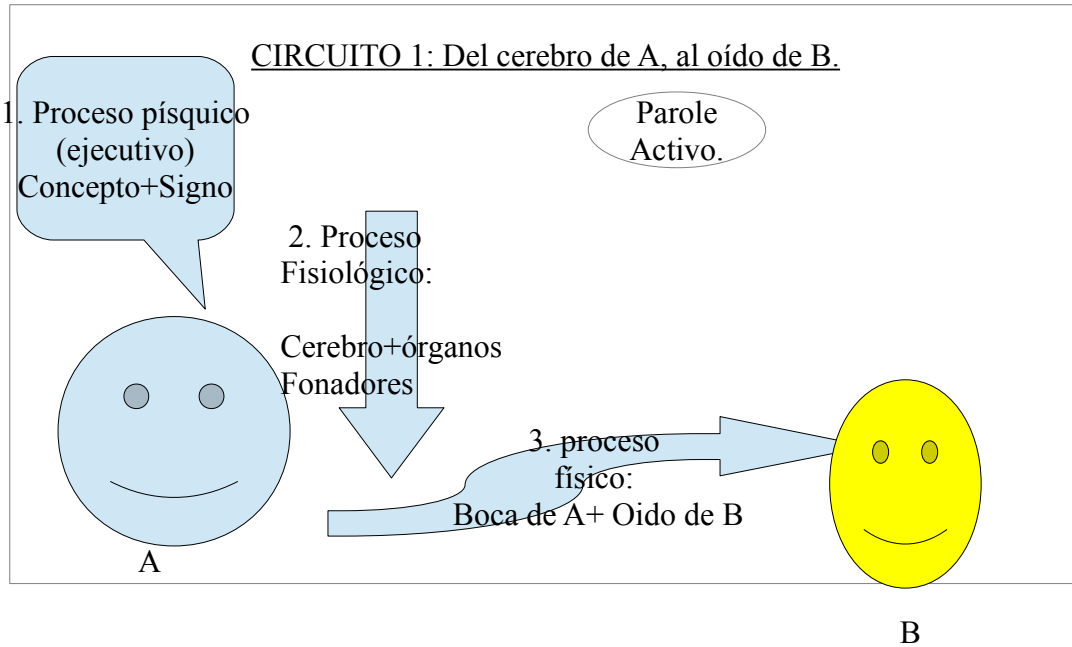 CIRCUITO 1: Del cerebro de A, al oído de B.
1. Proceso písquico
(ejecutivo)
Concepto+Signo
Parole
Activo.
2. Proceso
Fisiológico:
Cerebro+órganos
Fonadores
3. proceso
físico:
Boca de A+ Oido de B
A
B